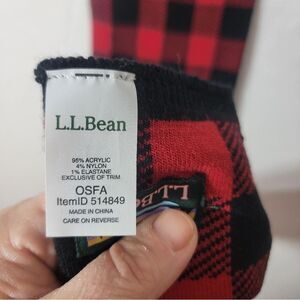 L.L.Bean
95% ACRYLIC
4% NYLON
1% ELASTANE
EXCLUSIVE OF TRIM
OSFA
ItemID 514849
MADE IN CHINA
CARE ON REVERSE
L.L.Be